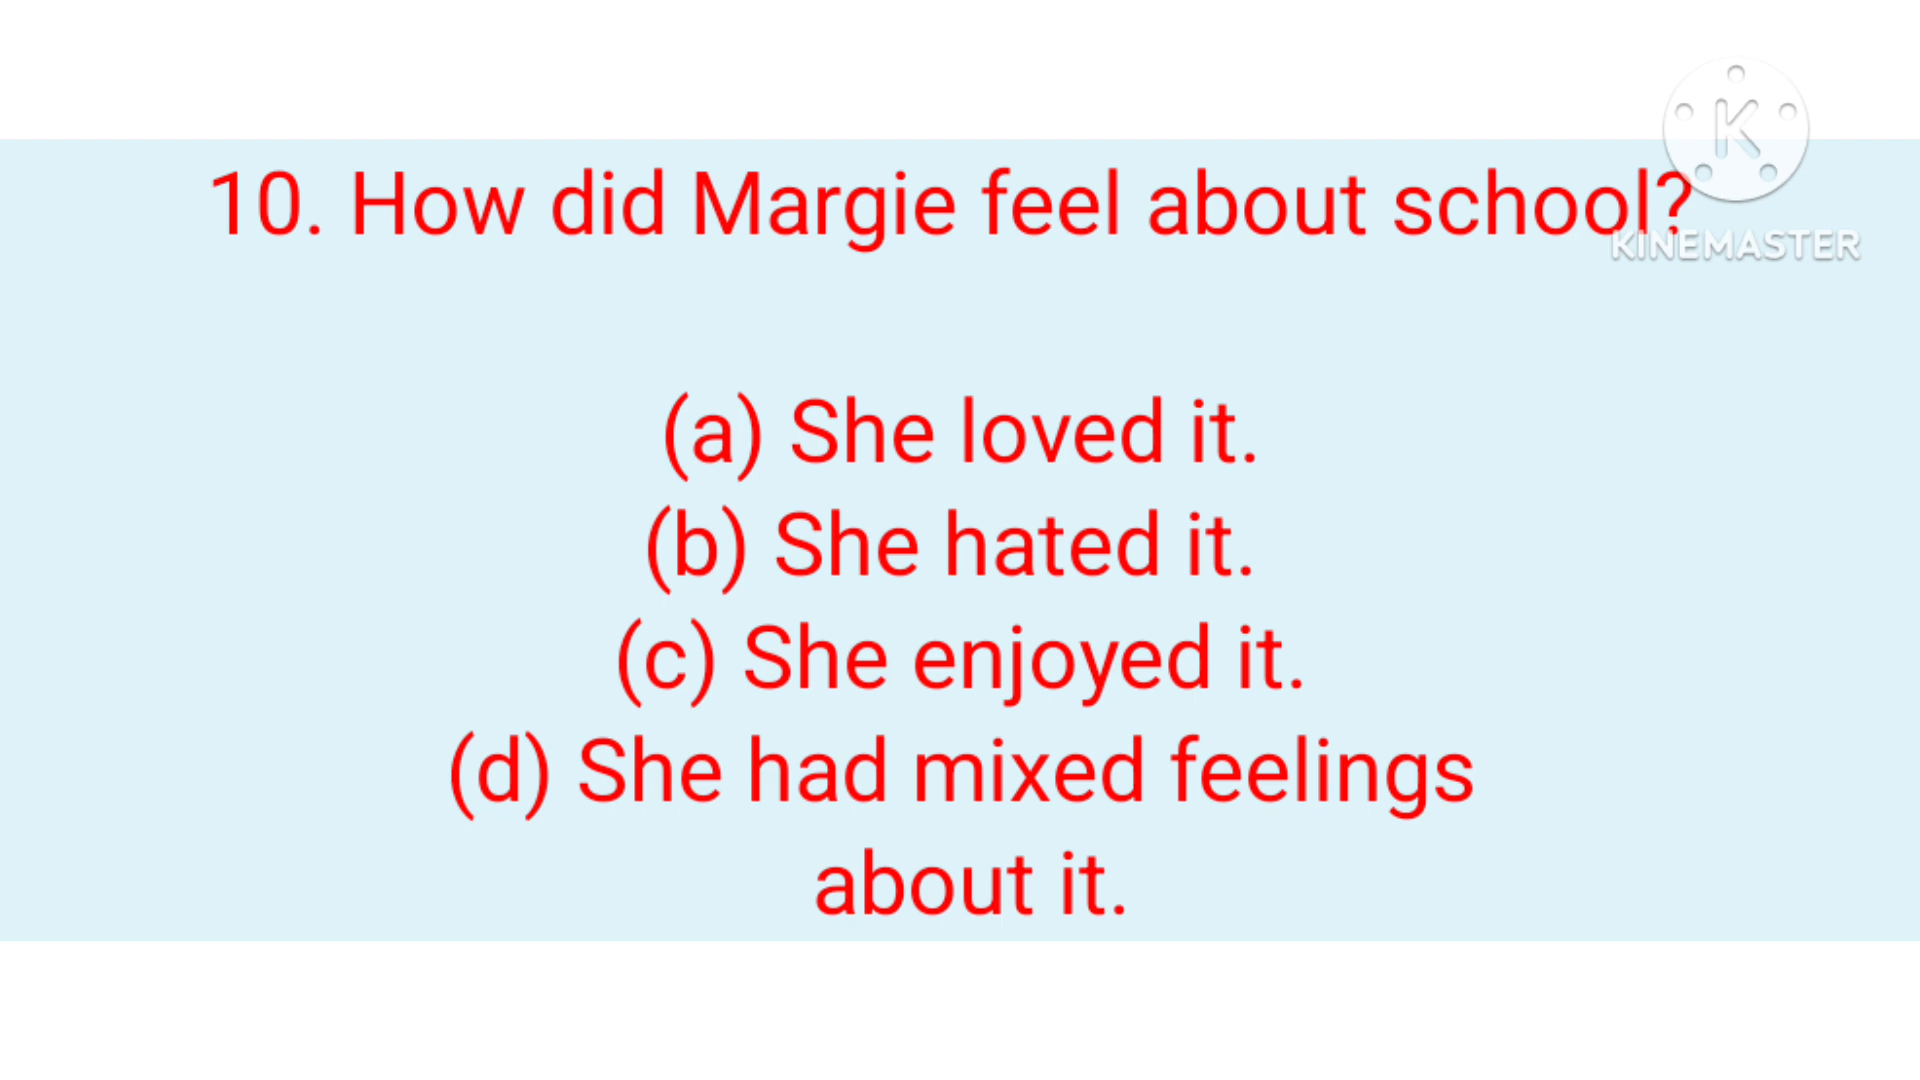 10. How did Margie feel about school?
KINEMASTER
(a) She loved it.
(b) She hated it.
(c) She enjoyed it.
(d) She had mixed feelings
about it.